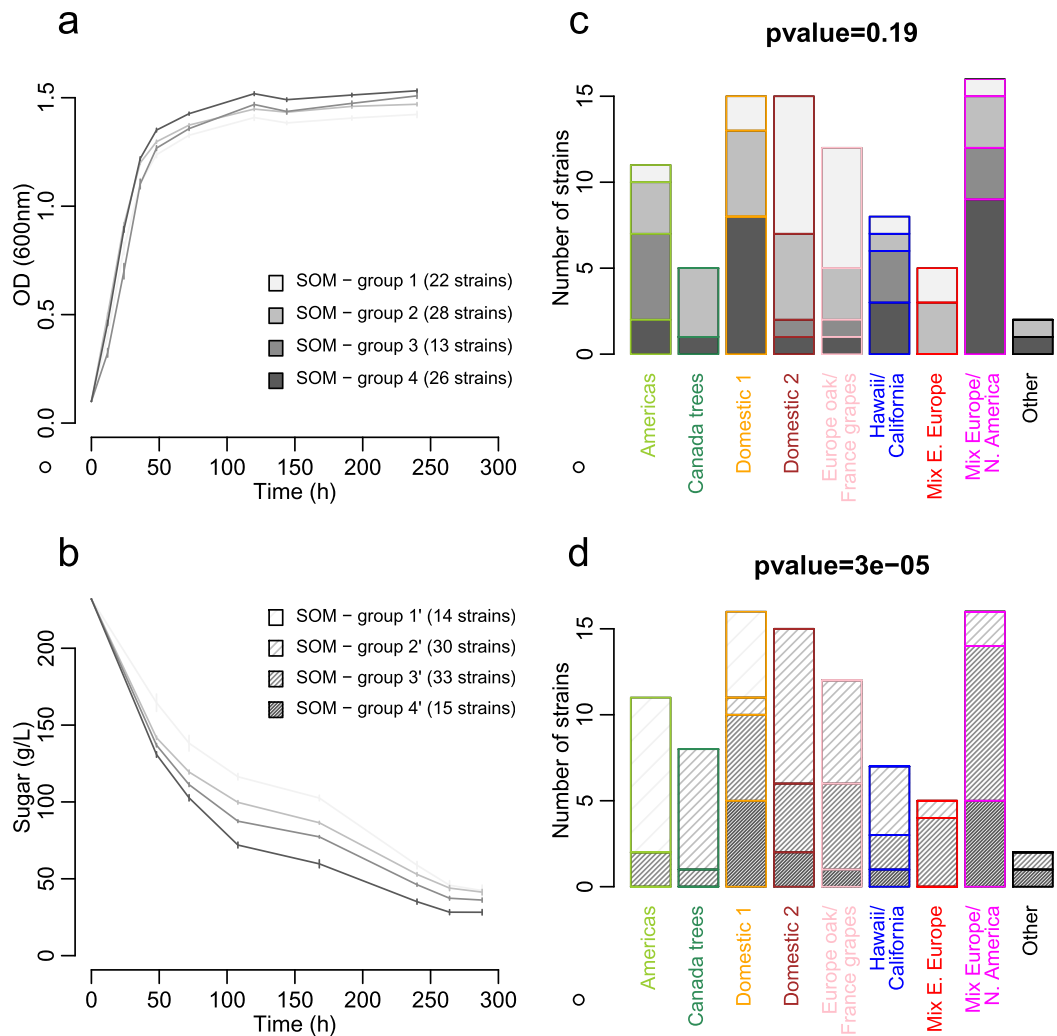 a
OD (600nm)
0.0
0.5
1.0
1.5
SOM − group 1 (22 strains)
SOM − group 2 (28 strains)
SOM − group 3 (13 strains)
SOM − group 4 (26 strains)
0 50 100 150 200 250 300
Time (h)
O
c
pvalue=0.19
Number of strains
0
5
10
15
Americas
Canada trees
Domestic 1
Domestic 2
Europe oak/
France grapes
Hawaii/
California
Mix E. Europe
Mix Europe/
N. America
Other
O
b
Sugar (g/L)
0
50
100
150
200
SOM − group 1' (14 strains)
SOM − group 2' (30 strains)
SOM − group 3' (33 strains)
SOM − group 4' (15 strains)
0 50 100 150 200 250 300
Time (h)
d
pvalue=3e−05
Number of strains
0
5
10
15
Americas
Canada trees
Domestic 1
Domestic 2
Europe oak/
France grapes
Hawaii/
California
Mix E. Europe
Mix Europe/
N. America
Other
O